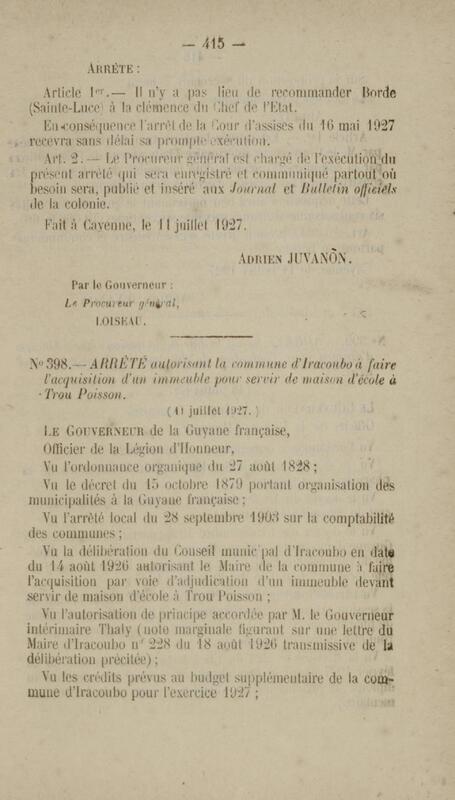 — 415 —
ARRÊTE :
Article 1er.— Il n'y a pas lieu de recommander Borde
(Sainte-Luce) à la clémence du Chef de l'Etat.
En conséquence l'arrêt de la Cour d'assises du 16 mai 1927
recevra sans délai sa prompte exécution.
Art. 2.— Le Procureur général est chargé de l'exécution du
présent arrêté qui sera enregistré et communiqué partout où
besoin sera, publié et inséré aux Journal et Bulletin officiels
de la colonie.
Fait à Cayenne, le 11 juillet 1927.
ADRIEN JUVANON.
Par le Gouverneur :
Le Procureur général,
LOISEAU.
No 398.— ARRÊTÉ autorisant la commune d'Iracoubo à faire
l'acquisition d'un immeuble pour servir de maison d'école à
Trou Poisson.
(11 juillet 1927.)
LE GOUVERNEUR de la Guyane française,
Officier de la Légion d'Honneur,
Vu l'ordonnance organique du 27 août 1828 ;
Vu le décret du 15 octobre 1879 portant organisation des
municipalités à la Guyane française ;
Vu l'arrêté local du 28 septembre 1903 sur la comptabilité
des communes ;
Vu la délibération du Conseil municipal d'Iracoubo en date
du 14 août 1926 autorisant le Maire de la commune à faire
l'acquisition par voie d'adjudication d'un immeuble devant
servir de maison d'école à Trou Poisson ;
Vu l'autorisation de principe accordée par M. le Gouverneur
intérimaire Thaly (note marginale figurant sur une lettre du
Maire d'Iracoubo n° 228 du 18 août 1926 transmissive de la
délibération précitée) ;
Vu les crédits prévus au budget supplémentaire de la com-
mune d'Iracoubo pour l'exercice 1927 ;